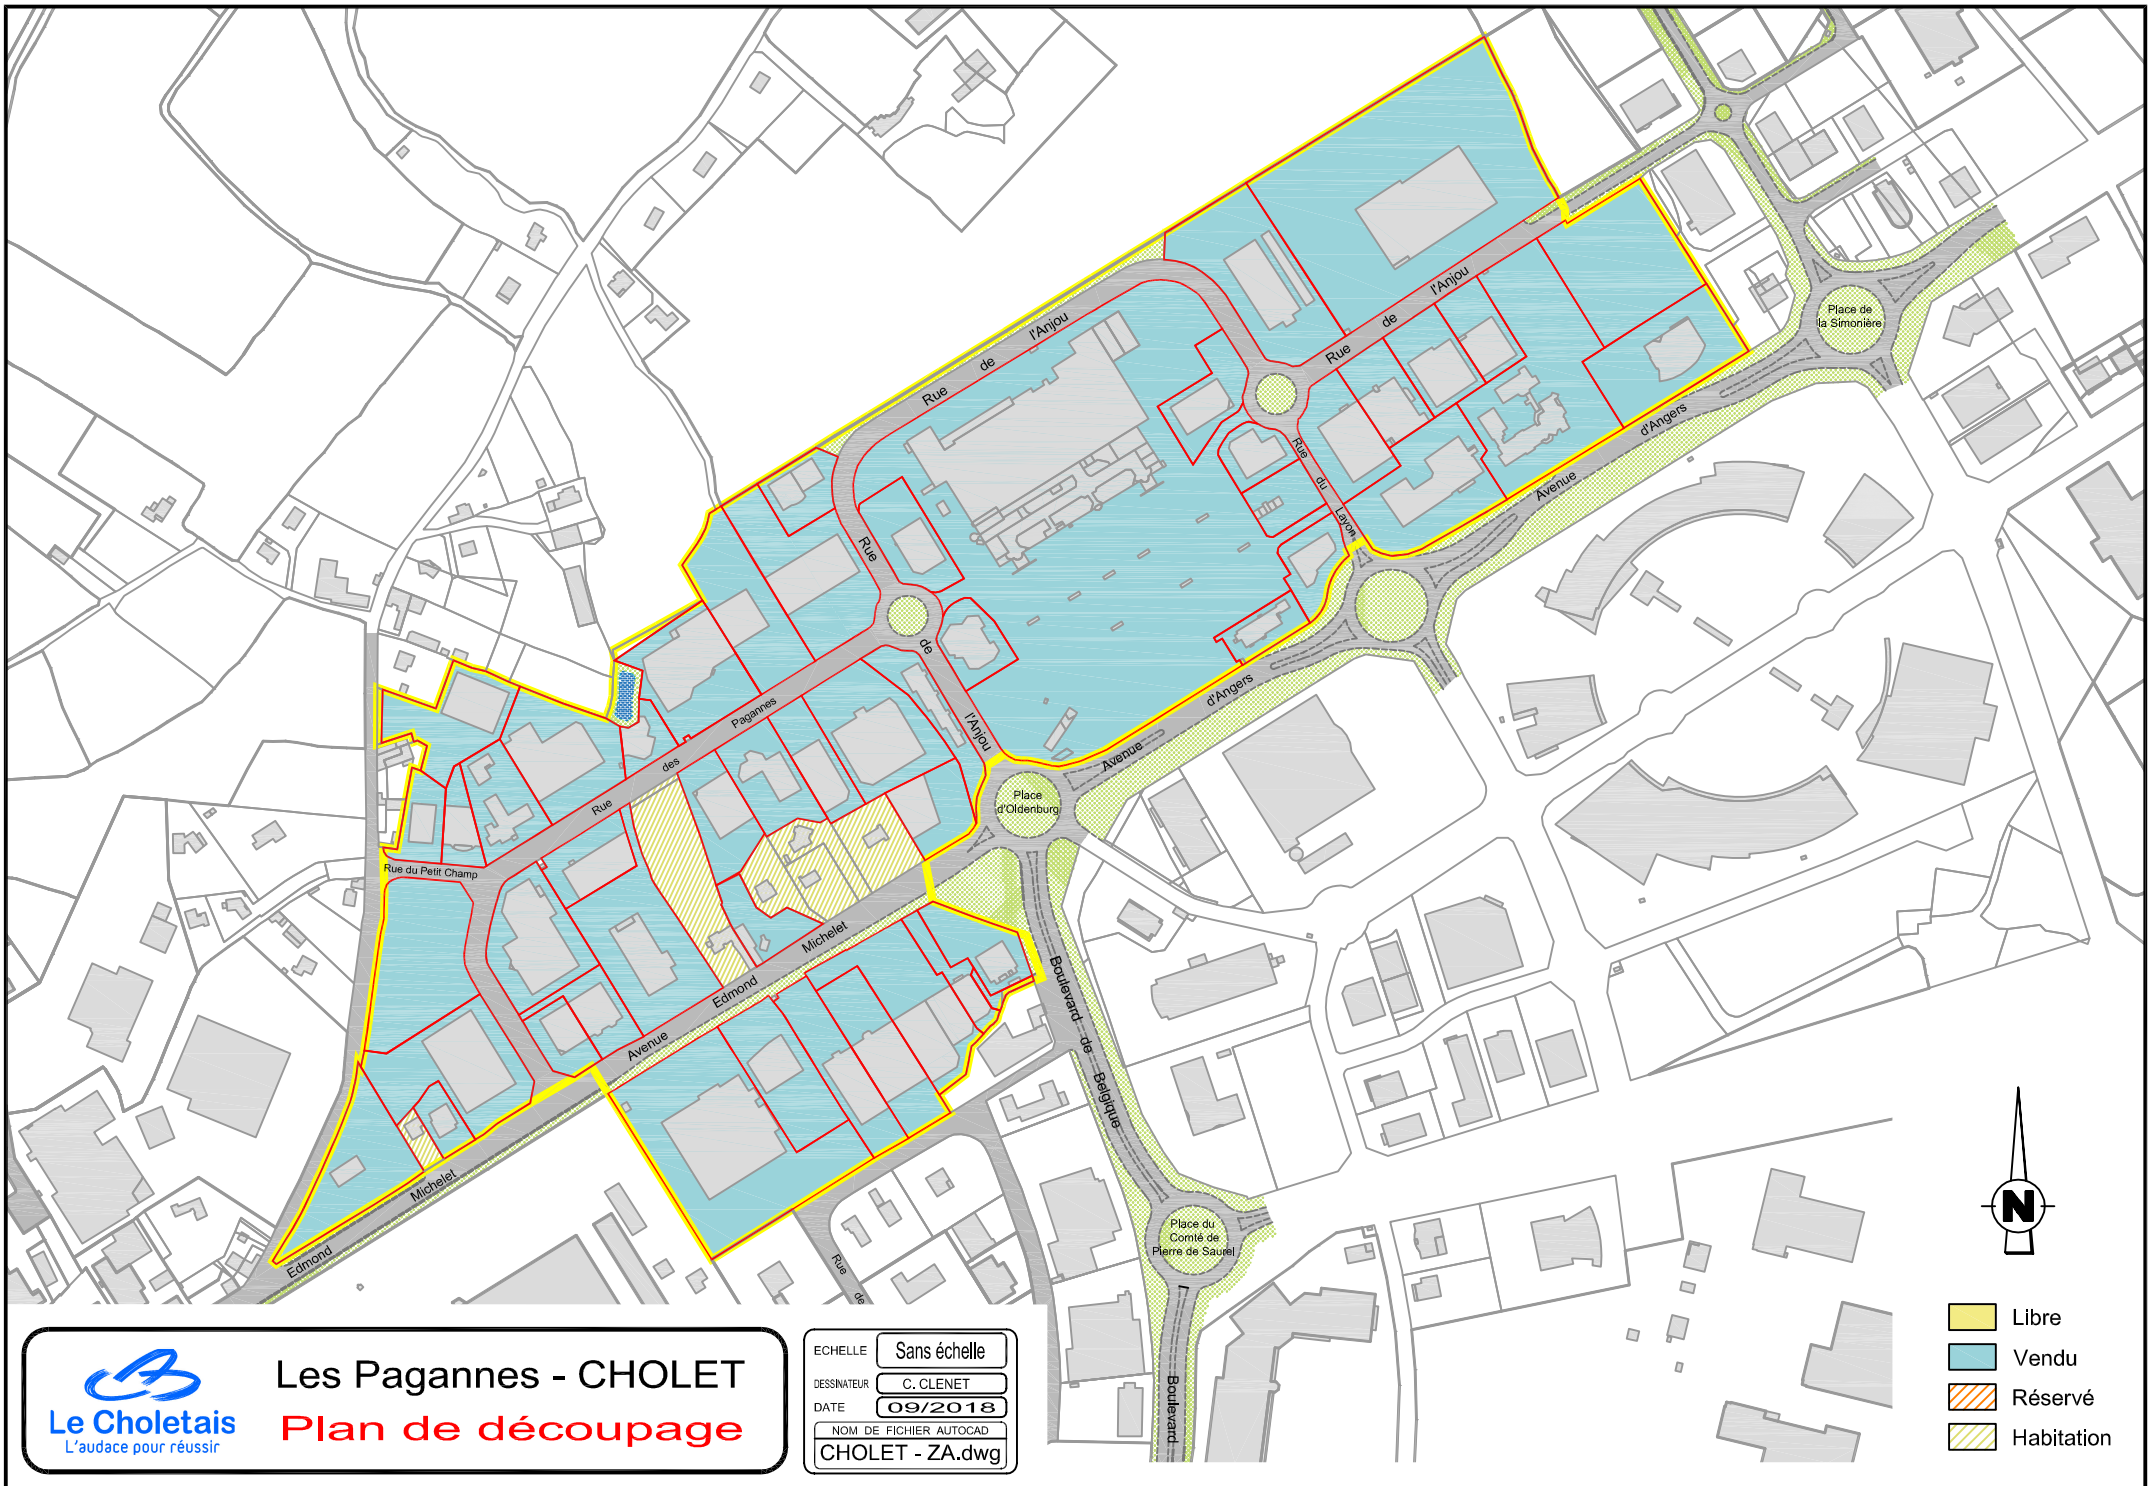 Place de
la Simonière
Rue de l'Anjou
Rue de l'Anjou
Rue de l'Anjou
Rue du Layon
Avenue d'Angers
Avenue d'Angers
Rue des Pagannes
Place
d'Oldenburg
Rue du Petit Champ
Avenue Edmond Michelet
Edmond Michelet
Boulevard de Belgique
Place du
Comté de
Pierre de Saurel
Boulevard
Rue de
N
Libre
Vendu
Réservé
Habitation
Le Choletais
L'audace pour réussir
Les Pagannes - CHOLET
Plan de découpage
ECHELLE Sans échelle
DESSINATEUR C. CLENET
DATE 09/2018
NOM DE FICHIER AUTOCAD
CHOLET - ZA.dwg